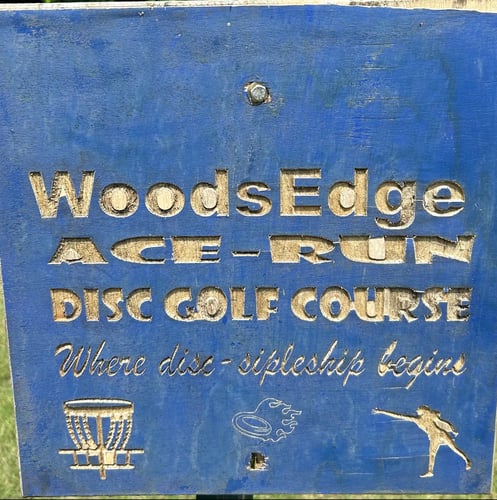 WoodsEdge
ACE-RUN
DISC GOLF COURSE
Where disc-sipleship begins